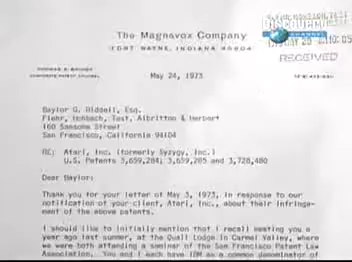 The Magnavox Company
FORT WAYNE, INDIANA 46804
Discovery
CHANNEL
RECEIVED
CORPORATE PATENT COUNSEL
May 24, 1973
Baylor G. Riddell, Esq.
Flehr, Hohbach, Test, Albritton & Herbert
160 Sansome Street
San Francisco, California 94104
RE: Atari, Inc. (formerly Syzygy, Inc.)
U.S. Patents 3,659,284; 3,659,285 and 3,728,480
Dear Baylor:
Thank you for your letter of May 3, 1973, in response to our
notification of your client, Atari, Inc., about their infringe-
ment of the above patents.
I should like to initially mention that I recall meeting you a
year ago last summer, at the Quail Lodge in Carmel Valley, where
we were both attending a seminar of the San Francisco Patent Law
Association. You and I each have IBM as a common denominator of